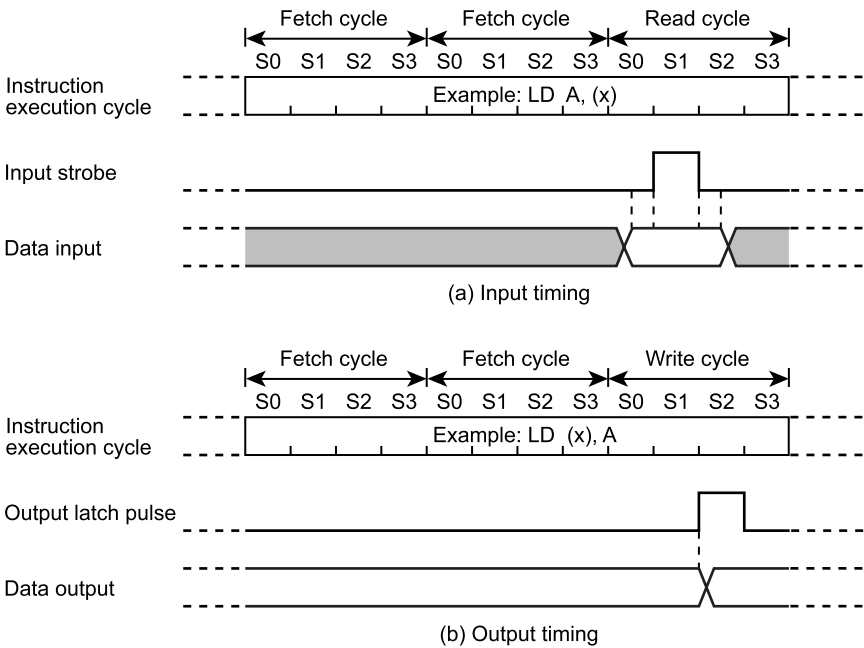 Fetch cycle Fetch cycle Read cycle
S0 S1 S2 S3 S0 S1 S2 S3 S0 S1 S2 S3
Instruction
execution cycle
Example: LD A, (x)
Input strobe
Data input
(a) Input timing
Fetch cycle Fetch cycle Write cycle
S0 S1 S2 S3 S0 S1 S2 S3 S0 S1 S2 S3
Instruction
execution cycle
Example: LD (x), A
Output latch pulse
Data output
(b) Output timing